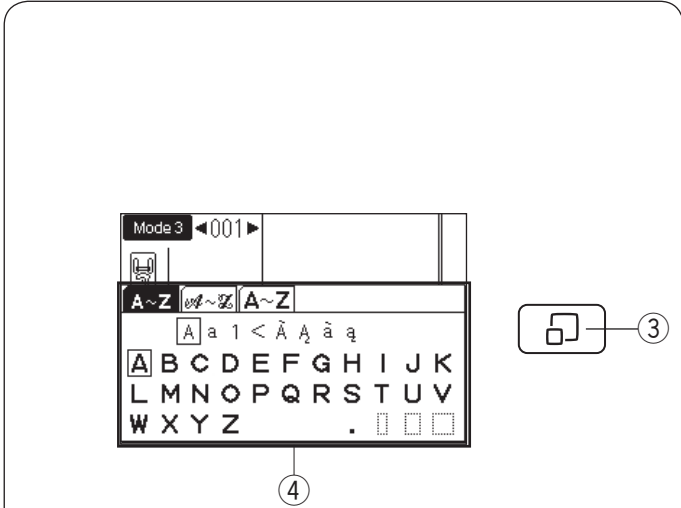 Mode 3 ◄001►
A~Z 𝒜~𝒵 A~Z
A a 1 < Ã Ą ã ą
A B C D E F G H I J K
L M N O P Q R S T U V
W X Y Z .
③
④